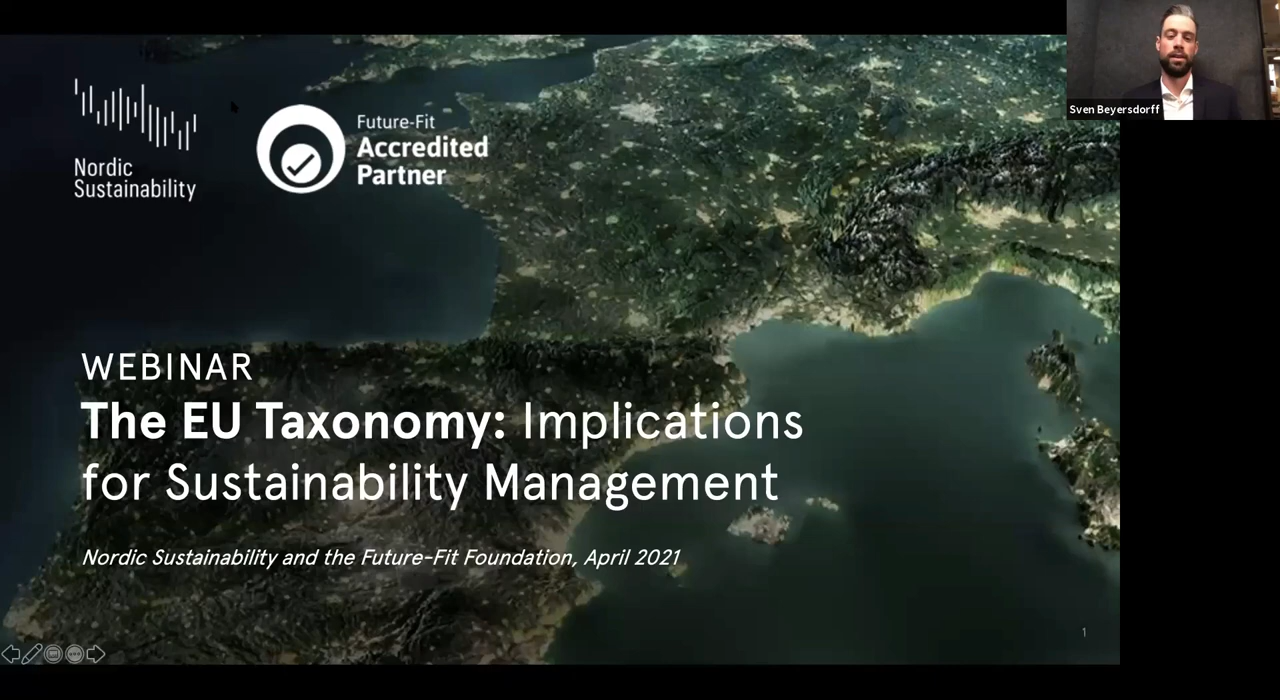 Nordic
Sustainability
Future-Fit
Accredited
Partner
Sven Beyersdorff
WEBINAR
The EU Taxonomy: Implications
for Sustainability Management
Nordic Sustainability and the Future-Fit Foundation, April 2021
1